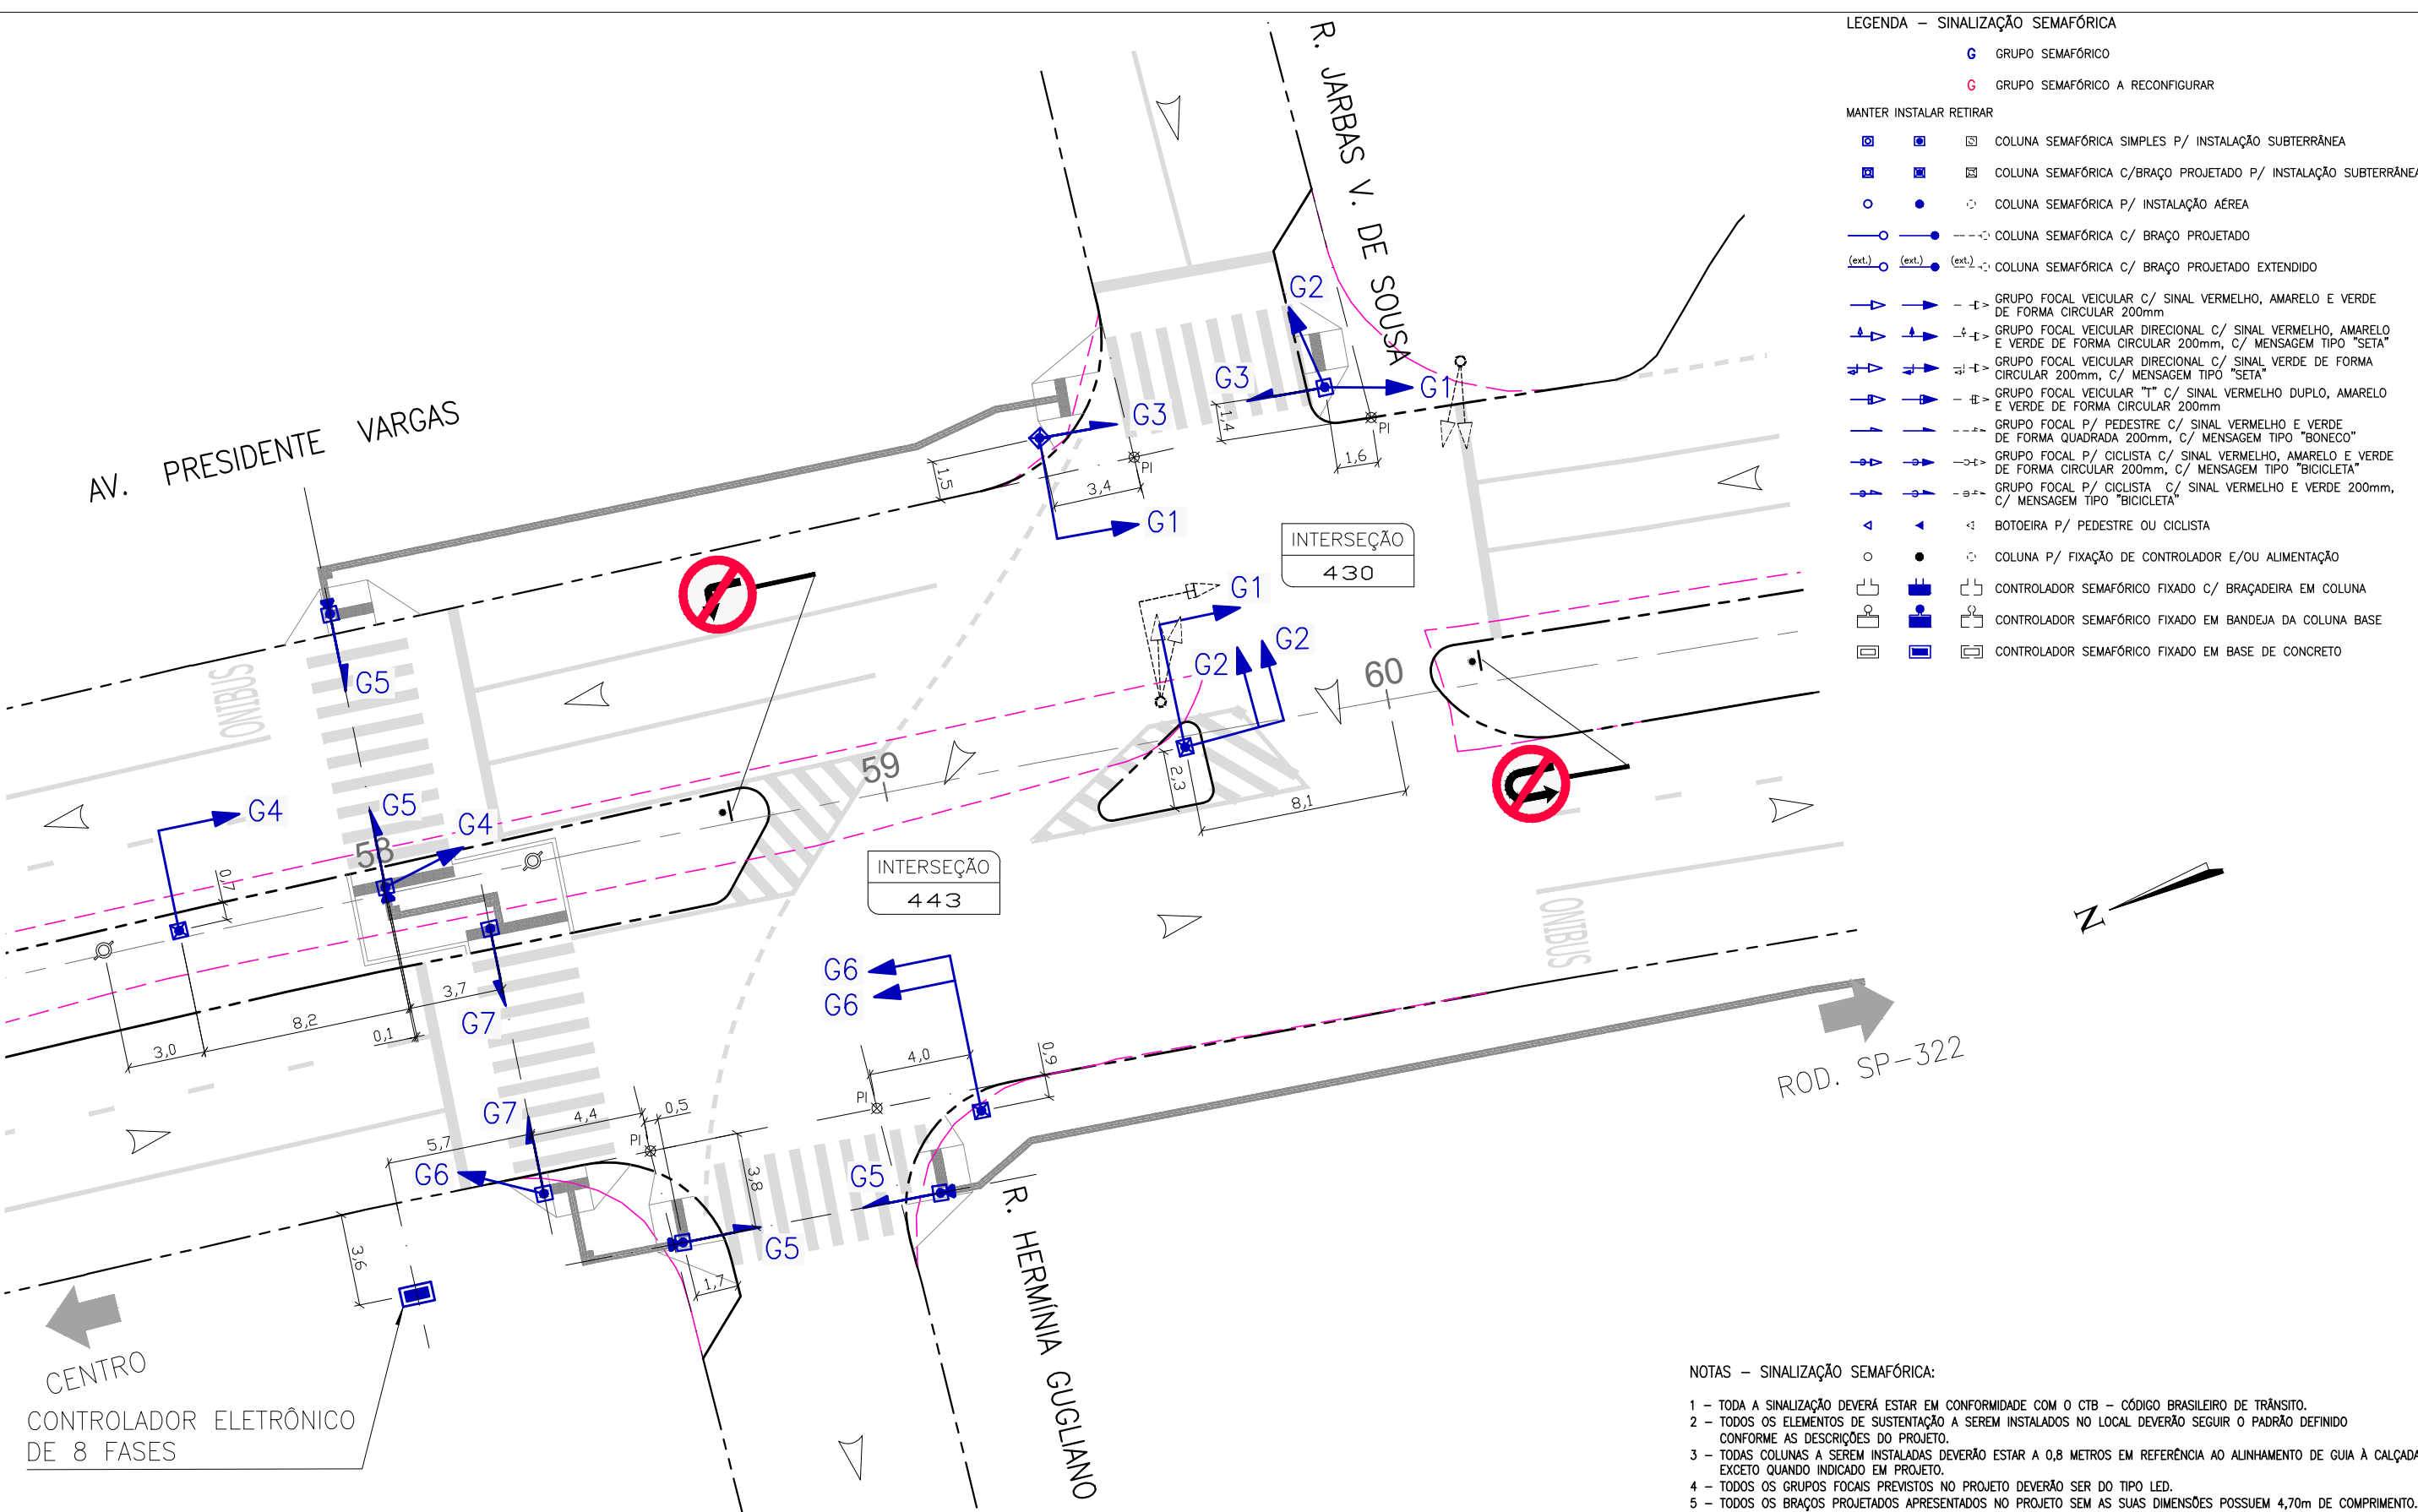 LEGENDA – SINALIZAÇÃO SEMAFÓRICA
G GRUPO SEMAFÓRICO
G GRUPO SEMAFÓRICO A RECONFIGURAR
MANTER INSTALAR RETIRAR
COLUNA SEMAFÓRICA SIMPLES P/ INSTALAÇÃO SUBTERRÂNEA
COLUNA SEMAFÓRICA C/BRAÇO PROJETADO P/ INSTALAÇÃO SUBTERRÂNEA
COLUNA SEMAFÓRICA P/ INSTALAÇÃO AÉREA
COLUNA SEMAFÓRICA C/ BRAÇO PROJETADO
(ext.) (ext.) (ext.) COLUNA SEMAFÓRICA C/ BRAÇO PROJETADO EXTENDIDO
GRUPO FOCAL VEICULAR C/ SINAL VERMELHO, AMARELO E VERDE
DE FORMA CIRCULAR 200mm
GRUPO FOCAL VEICULAR DIRECIONAL C/ SINAL VERMELHO, AMARELO
E VERDE DE FORMA CIRCULAR 200mm, C/ MENSAGEM TIPO "SETA"
GRUPO FOCAL VEICULAR DIRECIONAL C/ SINAL VERDE DE FORMA
CIRCULAR 200mm, C/ MENSAGEM TIPO "SETA"
GRUPO FOCAL VEICULAR "T" C/ SINAL VERMELHO DUPLO, AMARELO
E VERDE DE FORMA CIRCULAR 200mm
GRUPO FOCAL P/ PEDESTRE C/ SINAL VERMELHO E VERDE
DE FORMA QUADRADA 200mm, C/ MENSAGEM TIPO "BONECO"
GRUPO FOCAL P/ CICLISTA C/ SINAL VERMELHO, AMARELO E VERDE
DE FORMA CIRCULAR 200mm, C/ MENSAGEM TIPO "BICICLETA"
GRUPO FOCAL P/ CICLISTA C/ SINAL VERMELHO E VERDE 200mm,
C/ MENSAGEM TIPO "BICICLETA"
BOTOEIRA P/ PEDESTRE OU CICLISTA
COLUNA P/ FIXAÇÃO DE CONTROLADOR E/OU ALIMENTAÇÃO
CONTROLADOR SEMAFÓRICO FIXADO C/ BRAÇADEIRA EM COLUNA
CONTROLADOR SEMAFÓRICO FIXADO EM BANDEJA DA COLUNA BASE
CONTROLADOR SEMAFÓRICO FIXADO EM BASE DE CONCRETO
R. JARBAS V. DE SOUSA
AV. PRESIDENTE VARGAS
G2
G3
G1
1,4
1,6
PI
G3
1,5
3,4
PI
G1
INTERSEÇÃO
430
G1
G2
G2
60
59
58
2,3
8,1
ONIBUS
G5
G4
G5
G4
0,7
INTERSEÇÃO
443
ONIBUS
G6
G6
G7
3,7
8,2
0,1
3,0
4,0
0,9
PI
N
ROD. SP-322
G7
4,4
0,5
5,7
PI
G6
3,8
G5
G5
1,7
3,6
R. HERMÍNIA GUGLIANO
CENTRO
CONTROLADOR ELETRÔNICO
DE 8 FASES
NOTAS – SINALIZAÇÃO SEMAFÓRICA:
1 – TODA A SINALIZAÇÃO DEVERÁ ESTAR EM CONFORMIDADE COM O CTB – CÓDIGO BRASILEIRO DE TRÂNSITO.
2 – TODOS OS ELEMENTOS DE SUSTENTAÇÃO A SEREM INSTALADOS NO LOCAL DEVERÃO SEGUIR O PADRÃO DEFINIDO
CONFORME AS DESCRIÇÕES DO PROJETO.
3 – TODAS COLUNAS A SEREM INSTALADAS DEVERÃO ESTAR A 0,8 METROS EM REFERÊNCIA AO ALINHAMENTO DE GUIA À CALÇADA
EXCETO QUANDO INDICADO EM PROJETO.
4 – TODOS OS GRUPOS FOCAIS PREVISTOS NO PROJETO DEVERÃO SER DO TIPO LED.
5 – TODOS OS BRAÇOS PROJETADOS APRESENTADOS NO PROJETO SEM AS SUAS DIMENSÕES POSSUEM 4,70m DE COMPRIMENTO.